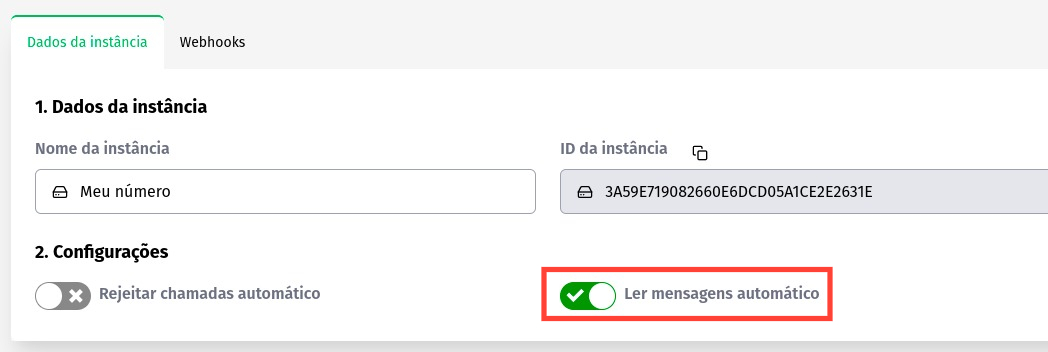 Dados da instância
Webhooks
1. Dados da instância
Nome da instância
ID da instância
Meu número
3A59E719082660E6DCD05A1CE2E2631E
2. Configurações
Rejeitar chamadas automático
Ler mensagens automático